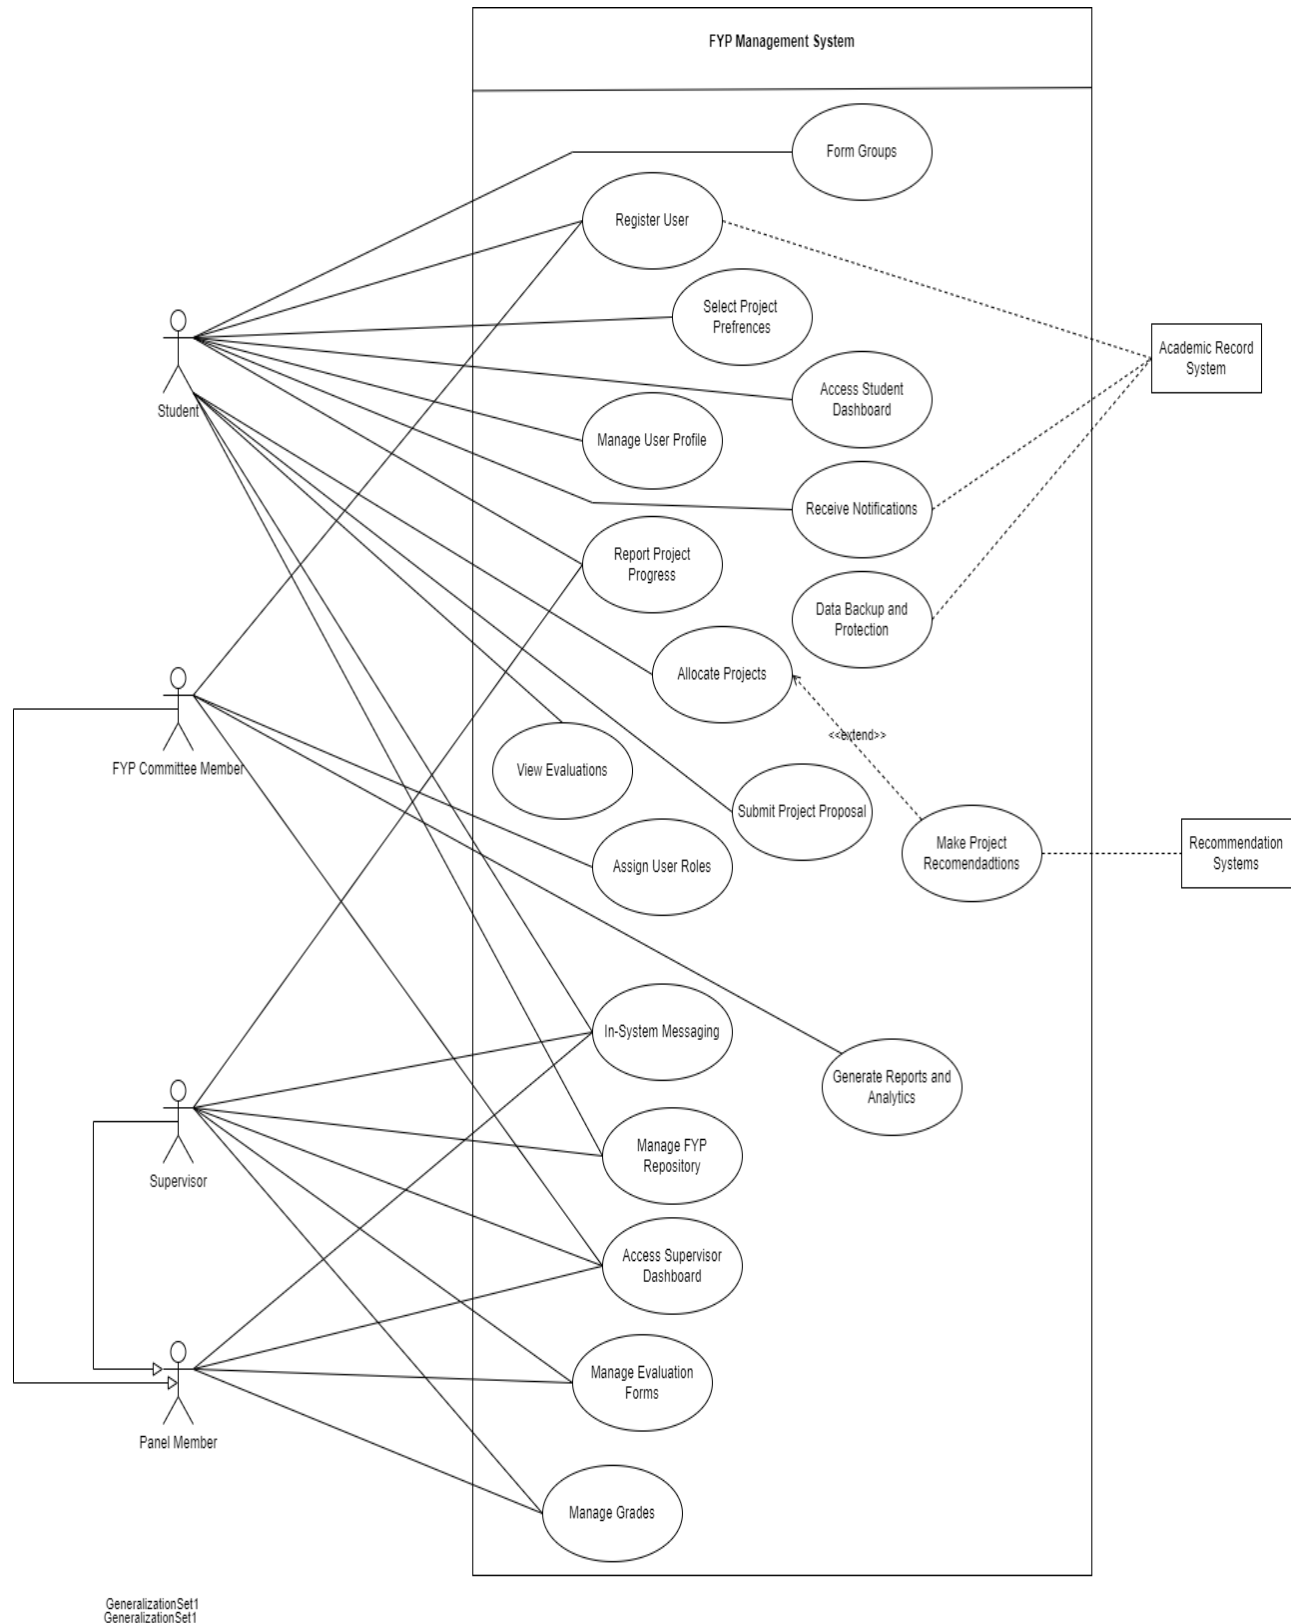 FYP Management System
Form Groups
Register User
Select Project
Prefrences
Academic Record
System
Access Student
Dashboard
Student
Manage User Profile
Receive Notifications
Report Project
Progress
Data Backup and
Protection
Allocate Projects
<<extend>>
FYP Committee Member
View Evaluations
Submit Project Proposal
Make Project
Recomendadtions
Recommendation
Systems
Assign User Roles
In-System Messaging
Generate Reports and
Analytics
Manage FYP
Repository
Supervisor
Access Supervisor
Dashboard
Manage Evaluation
Forms
Panel Member
Manage Grades
GeneralizationSet1
GeneralizationSet1